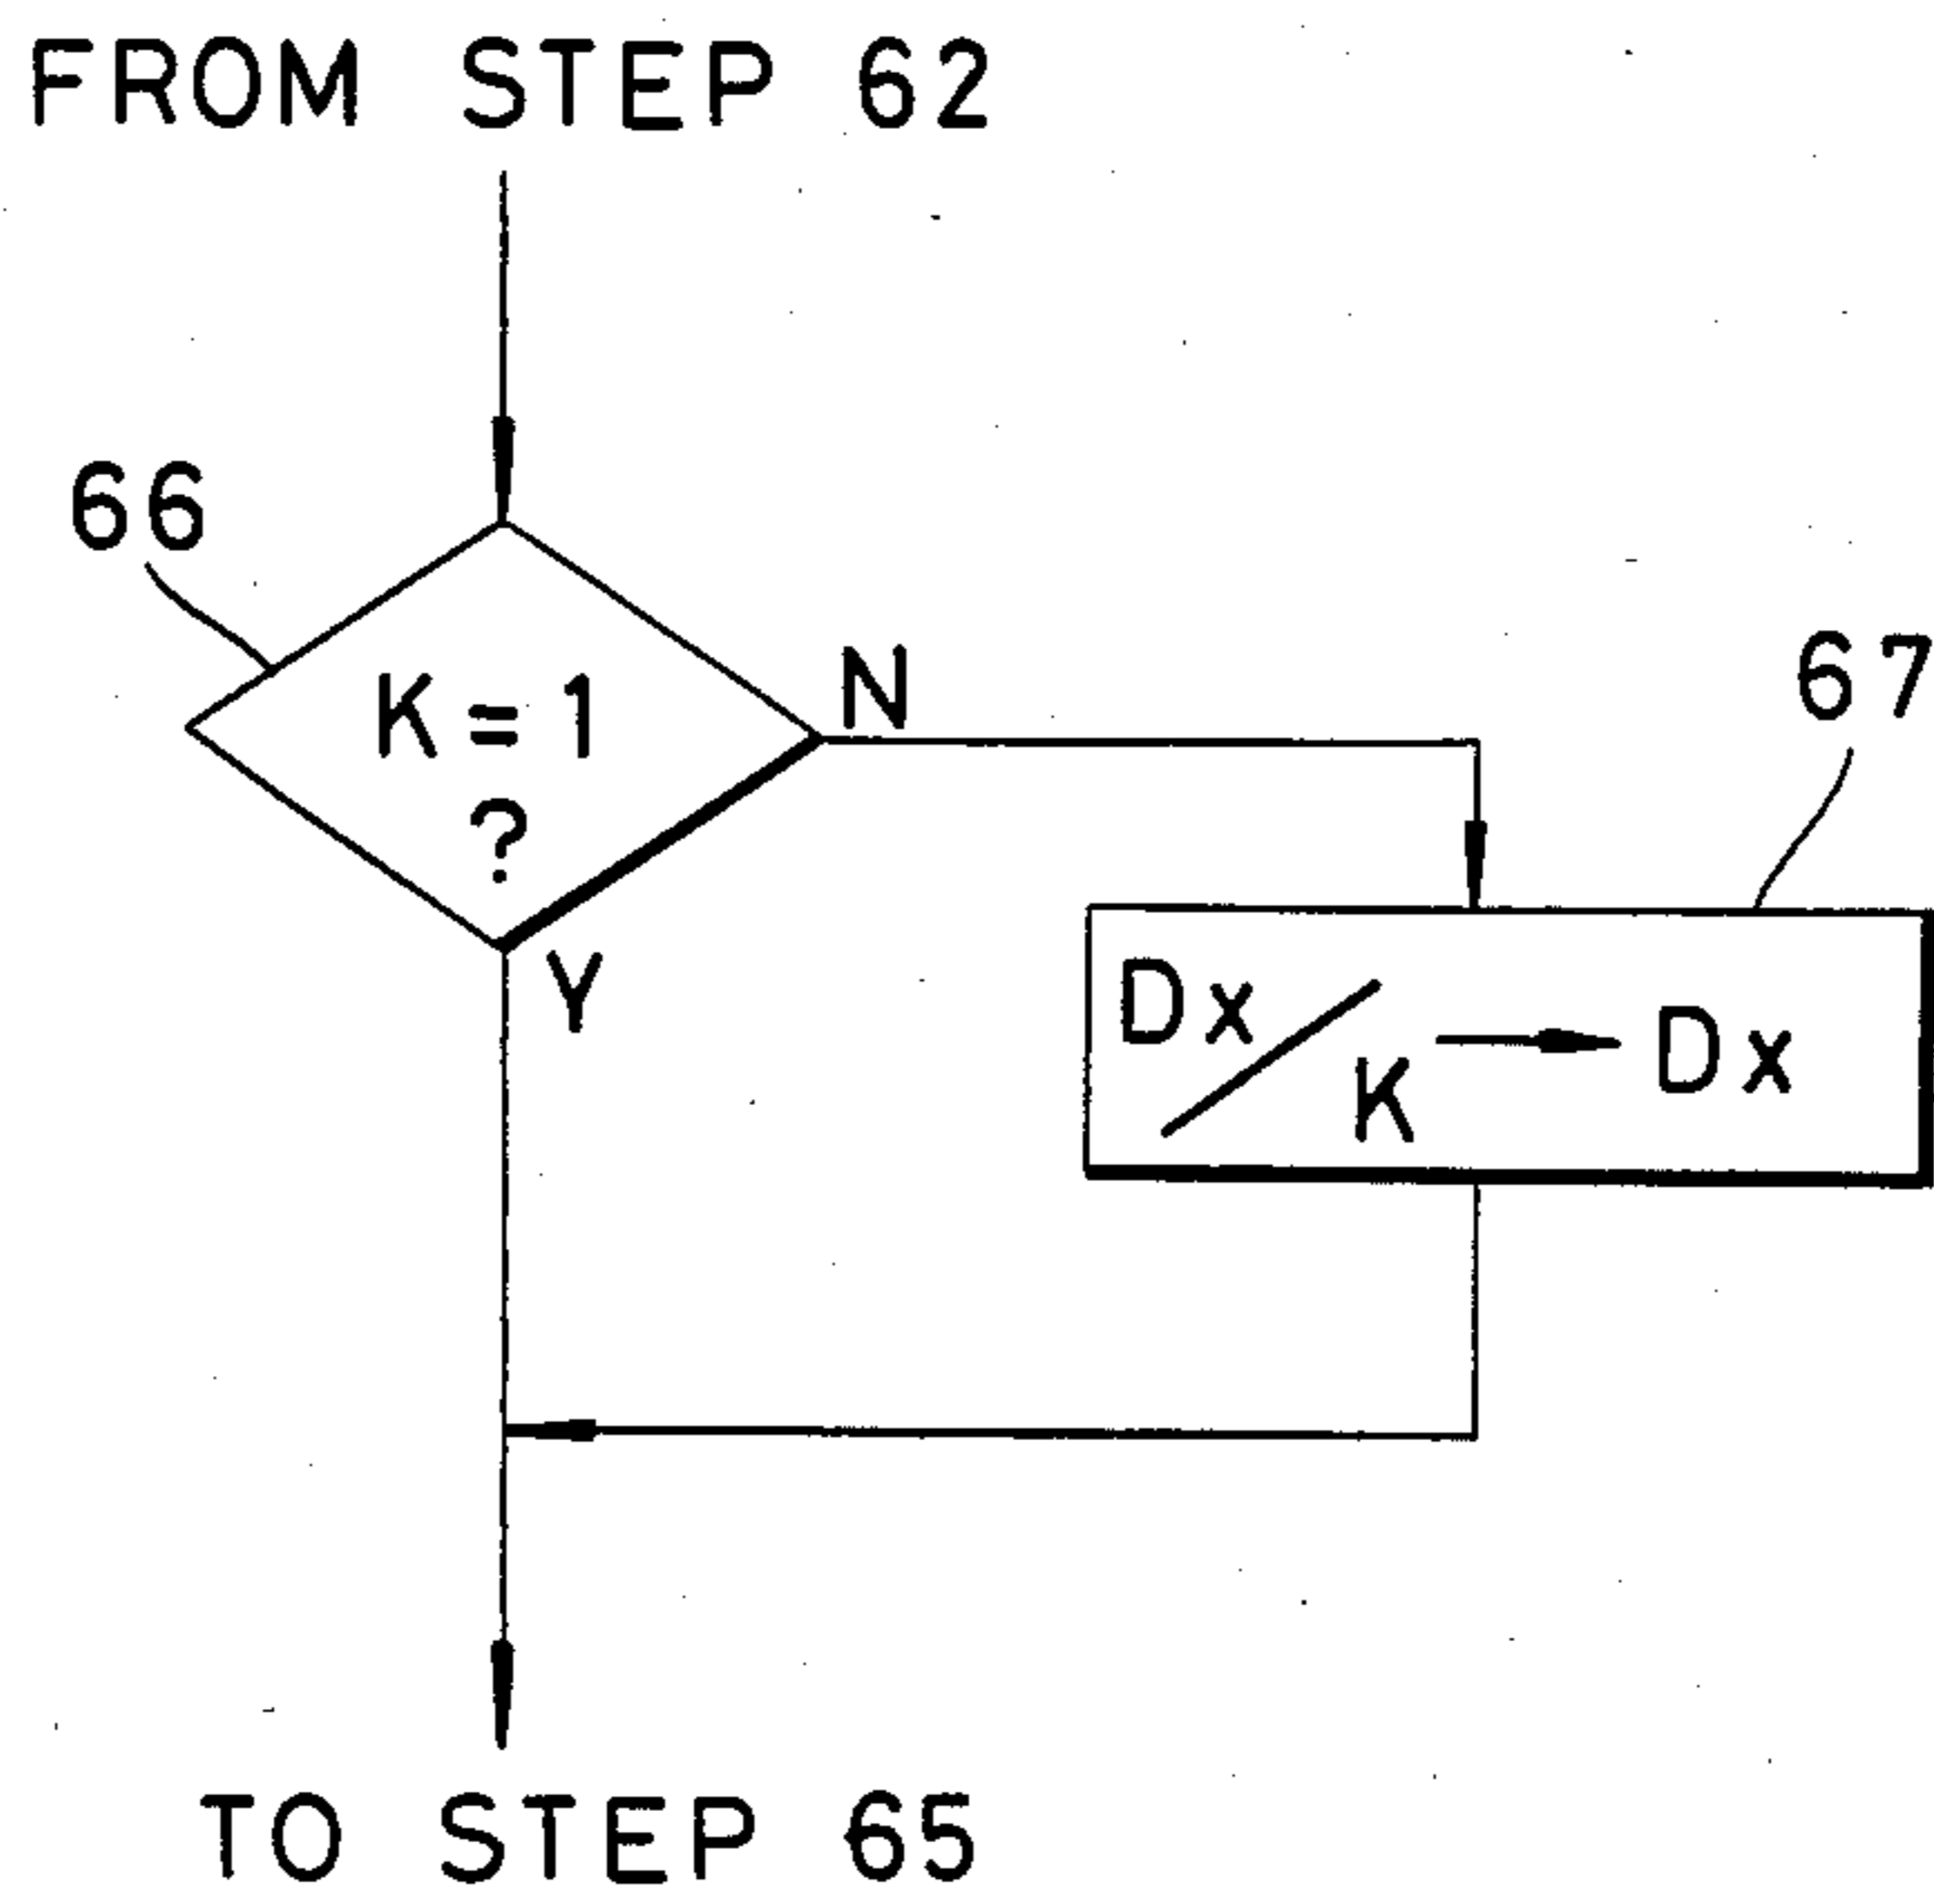 FROM STEP 62
66
K = 1
?
N
67
Y
Dx/K → Dx
TO STEP 65